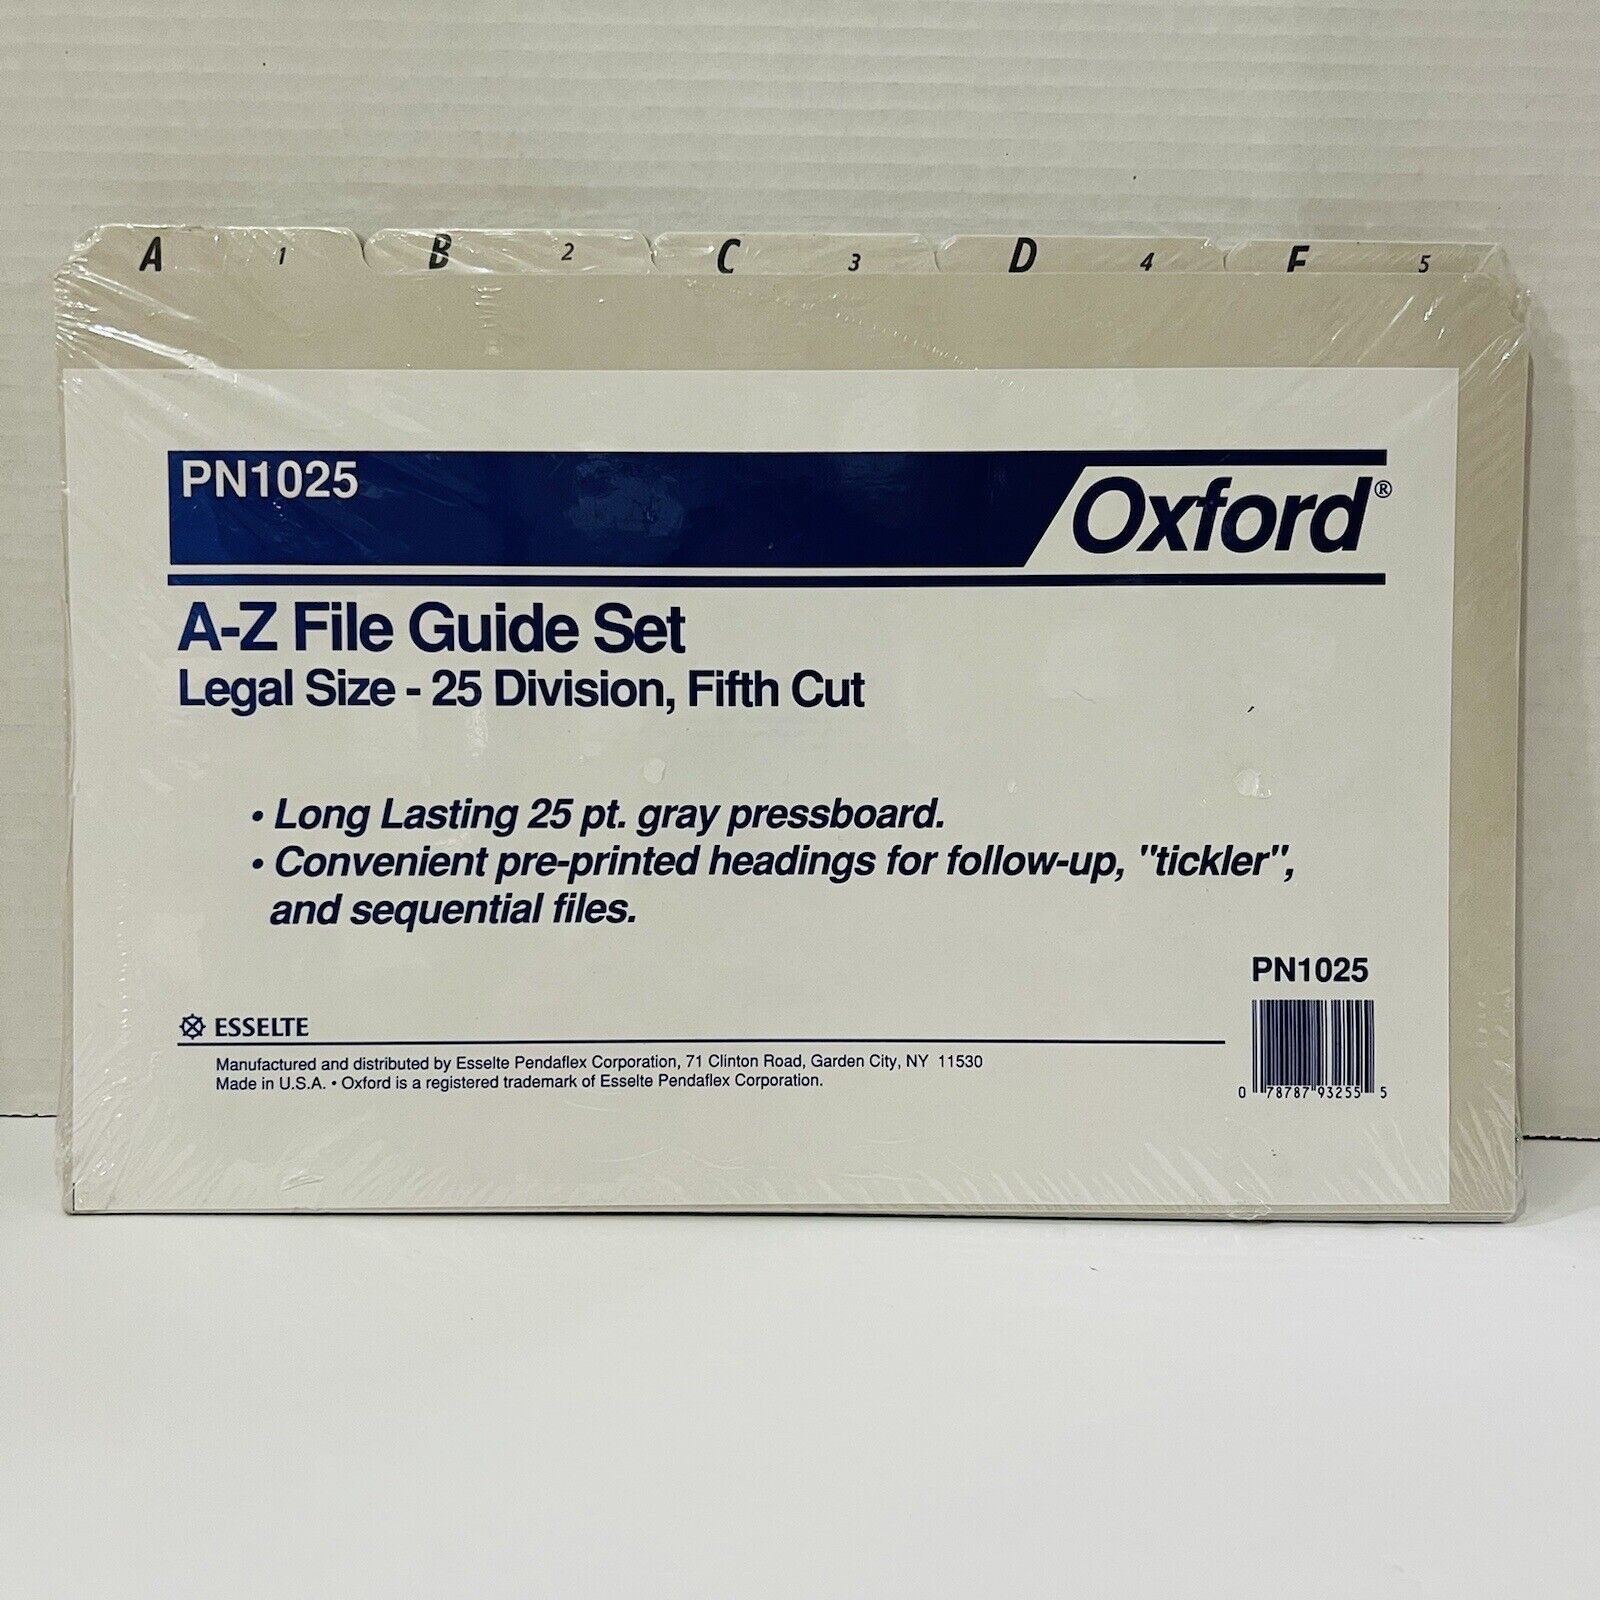 A 1 B 2 C 3 D 4 E 5
PN1025
Oxford®
A-Z File Guide Set
Legal Size - 25 Division, Fifth Cut
• Long Lasting 25 pt. gray pressboard.
• Convenient pre-printed headings for follow-up, "tickler",
and sequential files.
PN1025
ESSELTE
Manufactured and distributed by Esselte Pendaflex Corporation, 71 Clinton Road, Garden City, NY 11530
Made in U.S.A. • Oxford is a registered trademark of Esselte Pendaflex Corporation.
0 78787 93255 5